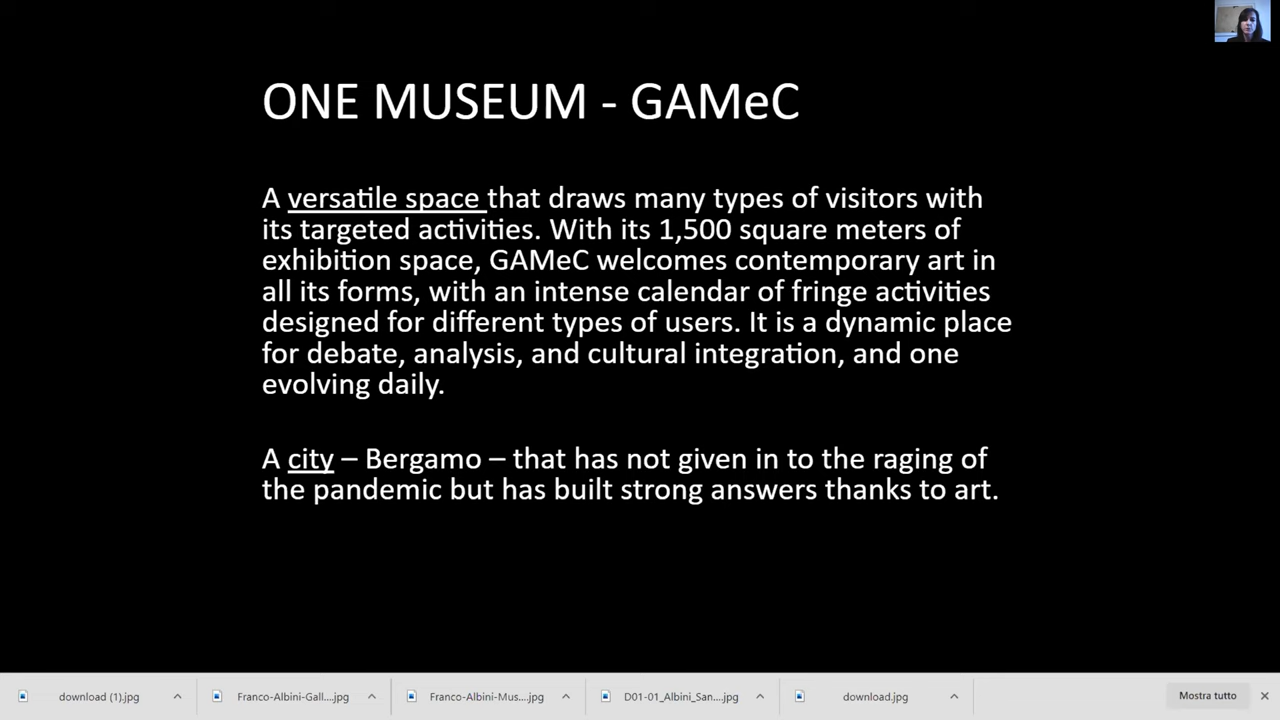 ONE MUSEUM - GAMeC
A versatile space that draws many types of visitors with
its targeted activities. With its 1,500 square meters of
exhibition space, GAMeC welcomes contemporary art in
all its forms, with an intense calendar of fringe activities
designed for different types of users. It is a dynamic place
for debate, analysis, and cultural integration, and one
evolving daily.
A city – Bergamo – that has not given in to the raging of
the pandemic but has built strong answers thanks to art.
download (1).jpg
Franco-Albini-Gall....jpg
Franco-Albini-Mus....jpg
D01-01_Albini_San....jpg
download.jpg
Mostra tutto